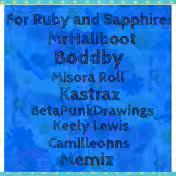 For Ruby and Sapphire:
MrHalikoot
Boddby
Misora Roll
Kastraz
BetaPunkDrawings
Keely Lewis
Camilleonns
Memiz